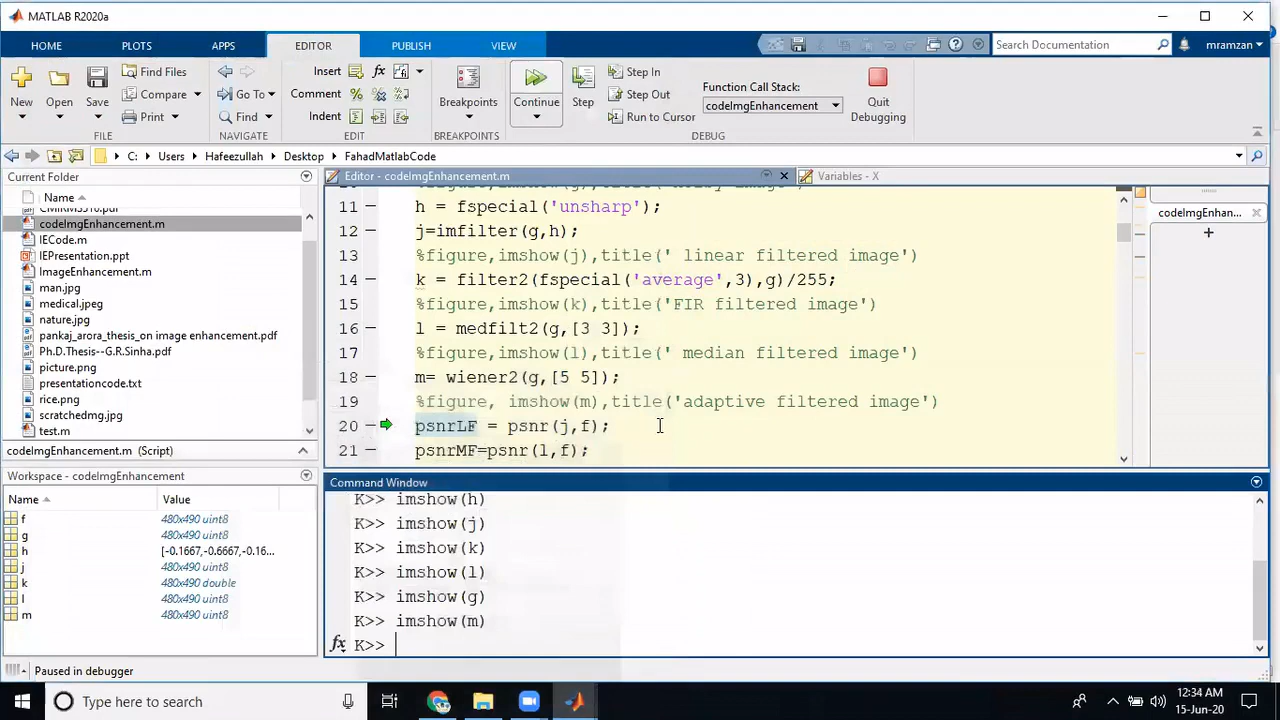 MATLAB R2020a
HOME PLOTS APPS EDITOR PUBLISH VIEW Search Documentation mramzan
New Open Save Find Files Compare Print Go To Find Insert fx Comment Indent Breakpoints Continue Step Step In Step Out Run to Cursor Function Call Stack: codeImgEnhancement Quit Debugging
FILE NAVIGATE EDIT BREAKPOINTS DEBUG
C: Users Hafeezullah Desktop FahadMatlabCode
Current Folder
Name
codeImgEnhancement.m
IECode.m
IEPresentation.ppt
ImageEnhancement.m
man.jpg
medical.jpeg
nature.jpg
pankaj_arora_thesis_on image enhancement.pdf
Ph.D.Thesis--G.R.Sinha.pdf
picture.png
presentationcode.txt
rice.png
scratchedmg.jpg
test.m
codeImgEnhancement.m (Script)
Workspace - codeImgEnhancement
Name Value
f 480x490 uint8
g 480x490 uint8
h [-0.1667,-0.6667,-0.16...
j 480x490 uint8
k 480x490 double
l 480x490 uint8
m 480x490 uint8
Editor - codeImgEnhancement.m Variables - X
11 h = fspecial('unsharp');
12 j=imfilter(g,h);
13 %figure,imshow(j),title(' linear filtered image')
14 k = filter2(fspecial('average',3),g)/255;
15 %figure,imshow(k),title('FIR filtered image')
16 l = medfilt2(g,[3 3]);
17 %figure,imshow(l),title(' median filtered image')
18 m= wiener2(g,[5 5]);
19 %figure, imshow(m),title('adaptive filtered image')
20 psnrLF = psnr(j,f);
21 psnrMF=psnr(l,f);
codeImgEnhan...
Command Window
K>> imshow(h)
K>> imshow(j)
K>> imshow(k)
K>> imshow(l)
K>> imshow(g)
K>> imshow(m)
fx K>>
Paused in debugger
Type here to search
12:34 AM
15-Jun-20